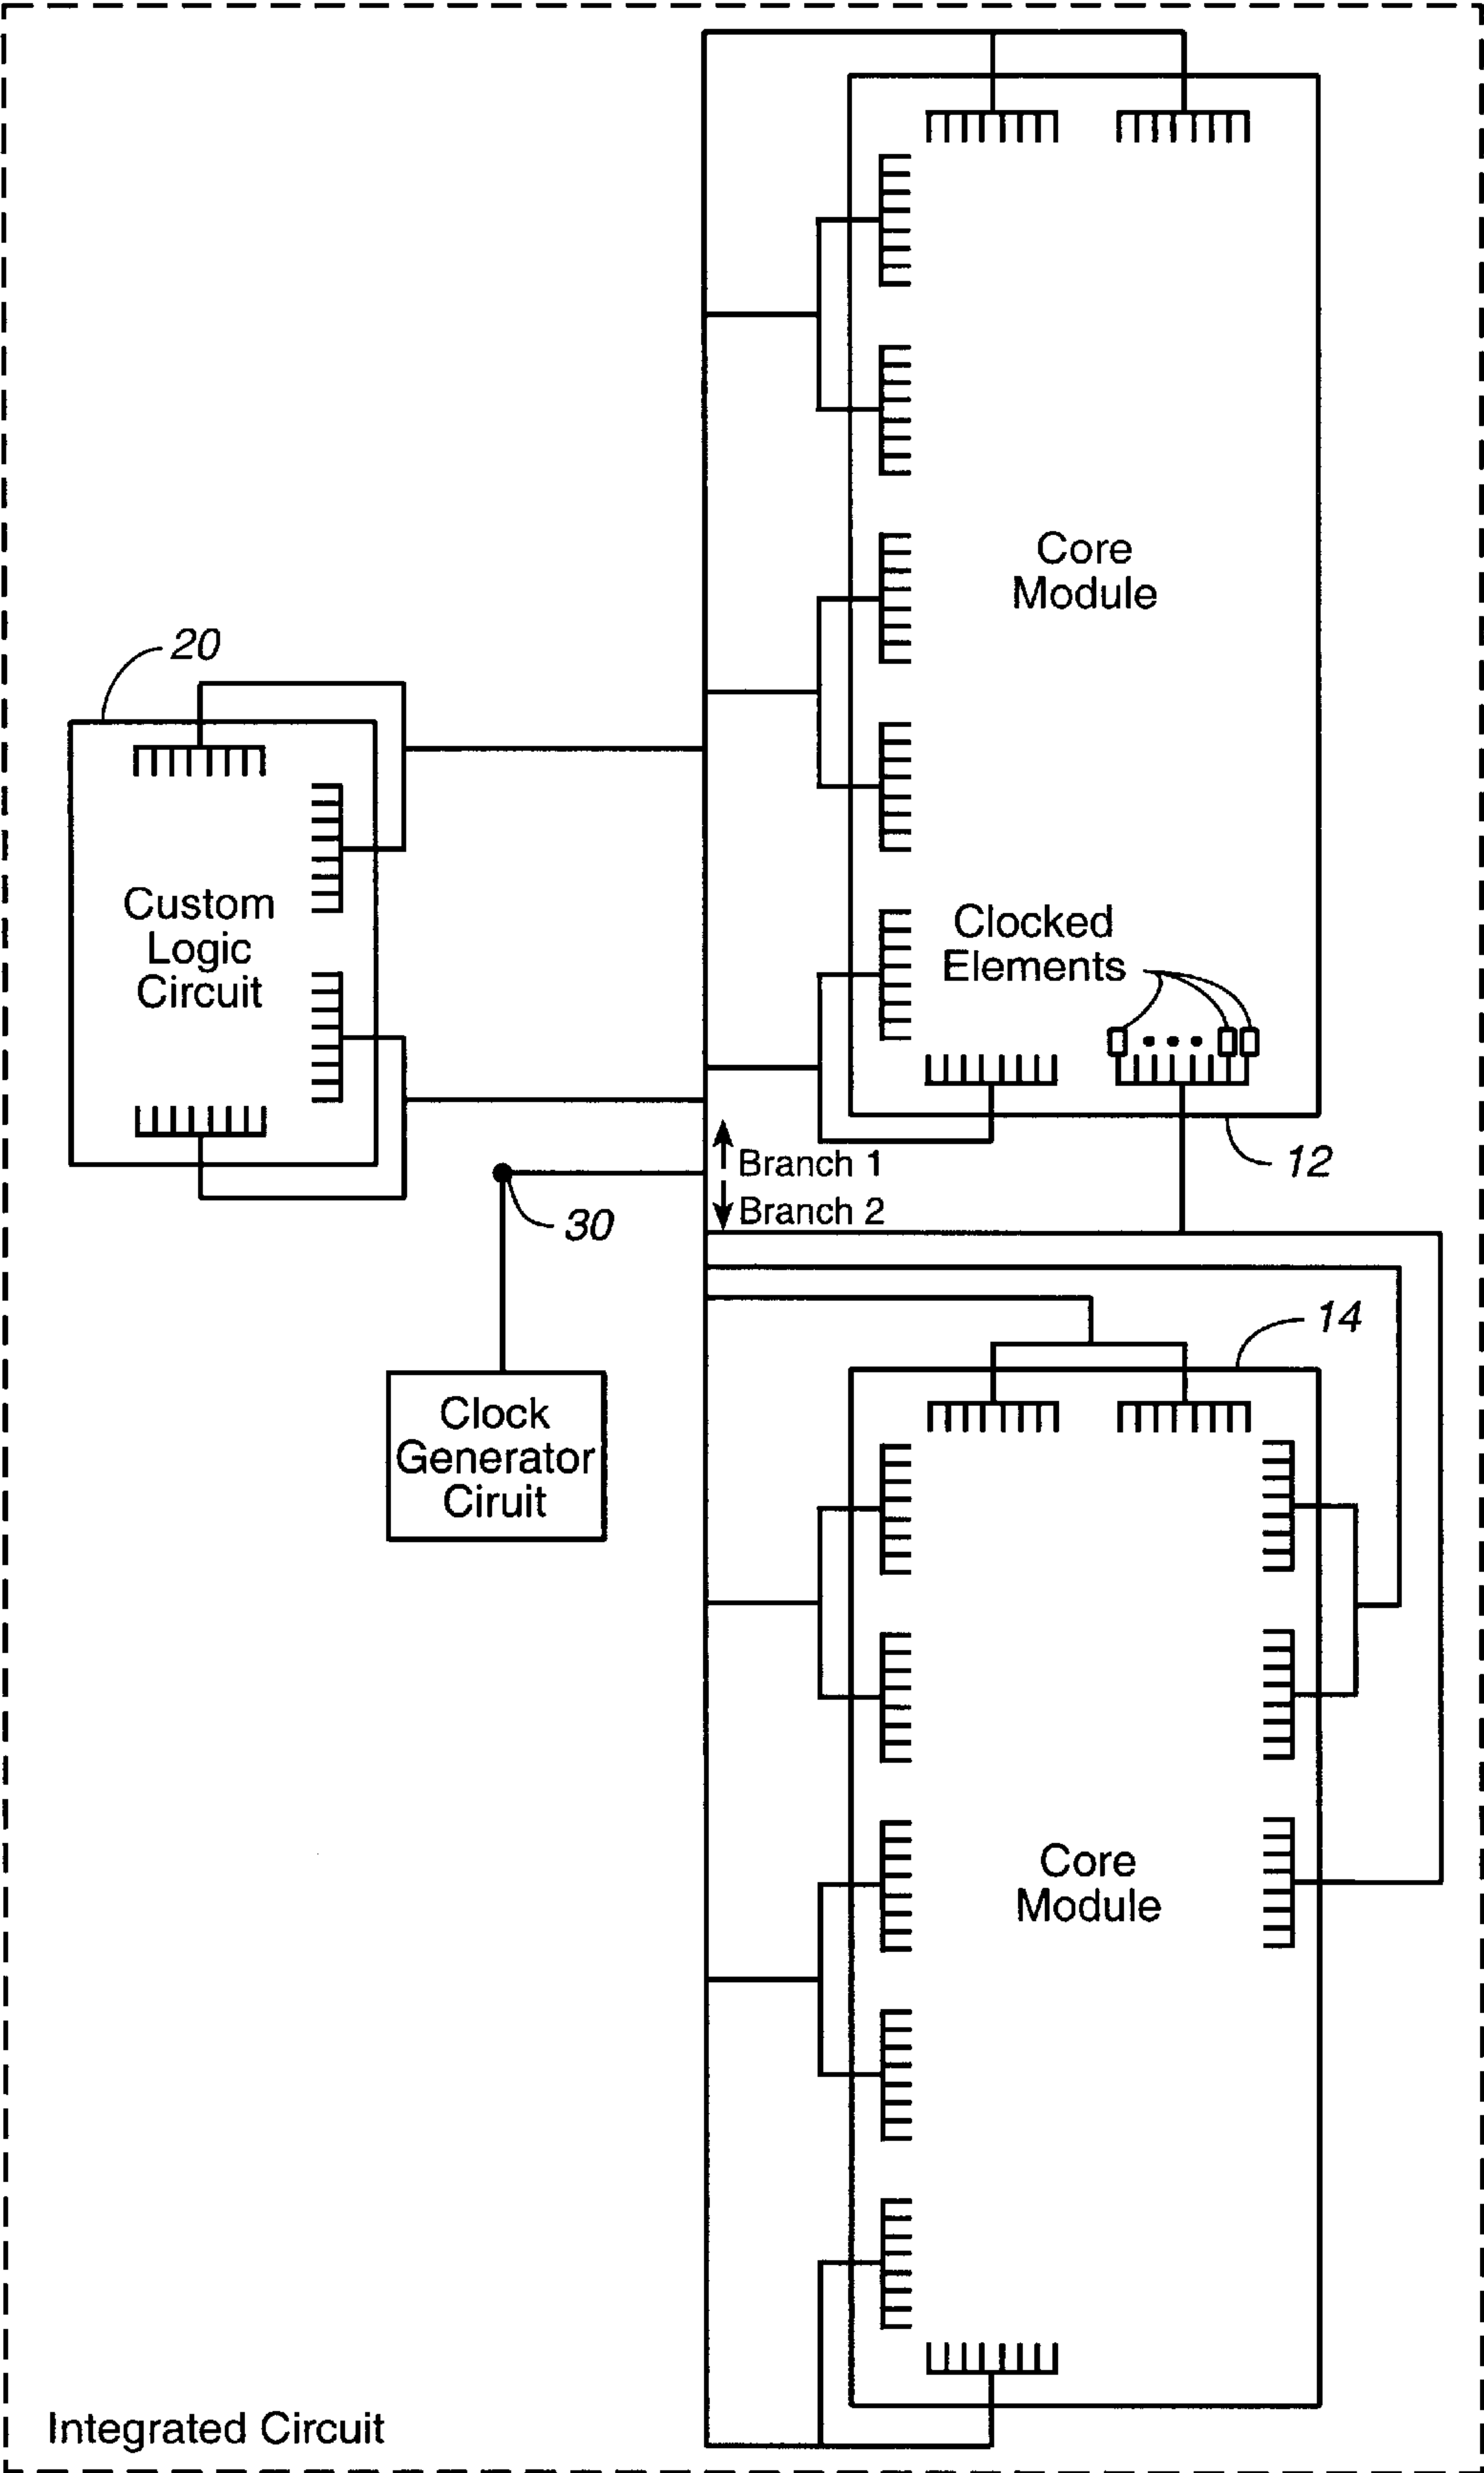 Core
Module
20
Custom
Logic
Circuit
Clocked
Elements
12
Branch 1
Branch 2
30
14
Clock
Generator
Ciruit
Core
Module
Integrated Circuit